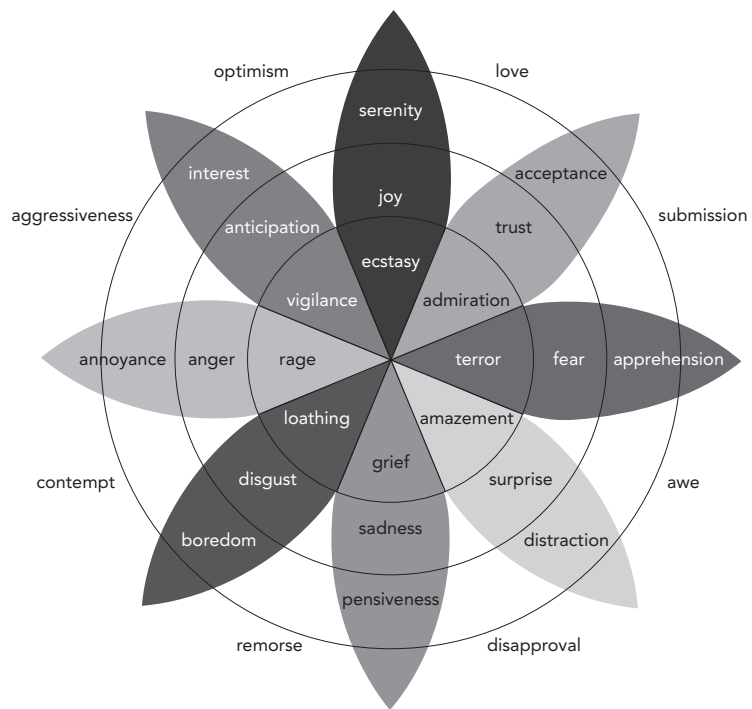 optimism love
serenity
interest acceptance
joy
aggressiveness anticipation trust submission
ecstasy
vigilance admiration
annoyance anger rage terror fear apprehension
loathing amazement
grief
contempt disgust surprise awe
sadness
boredom distraction
pensiveness
remorse disapproval